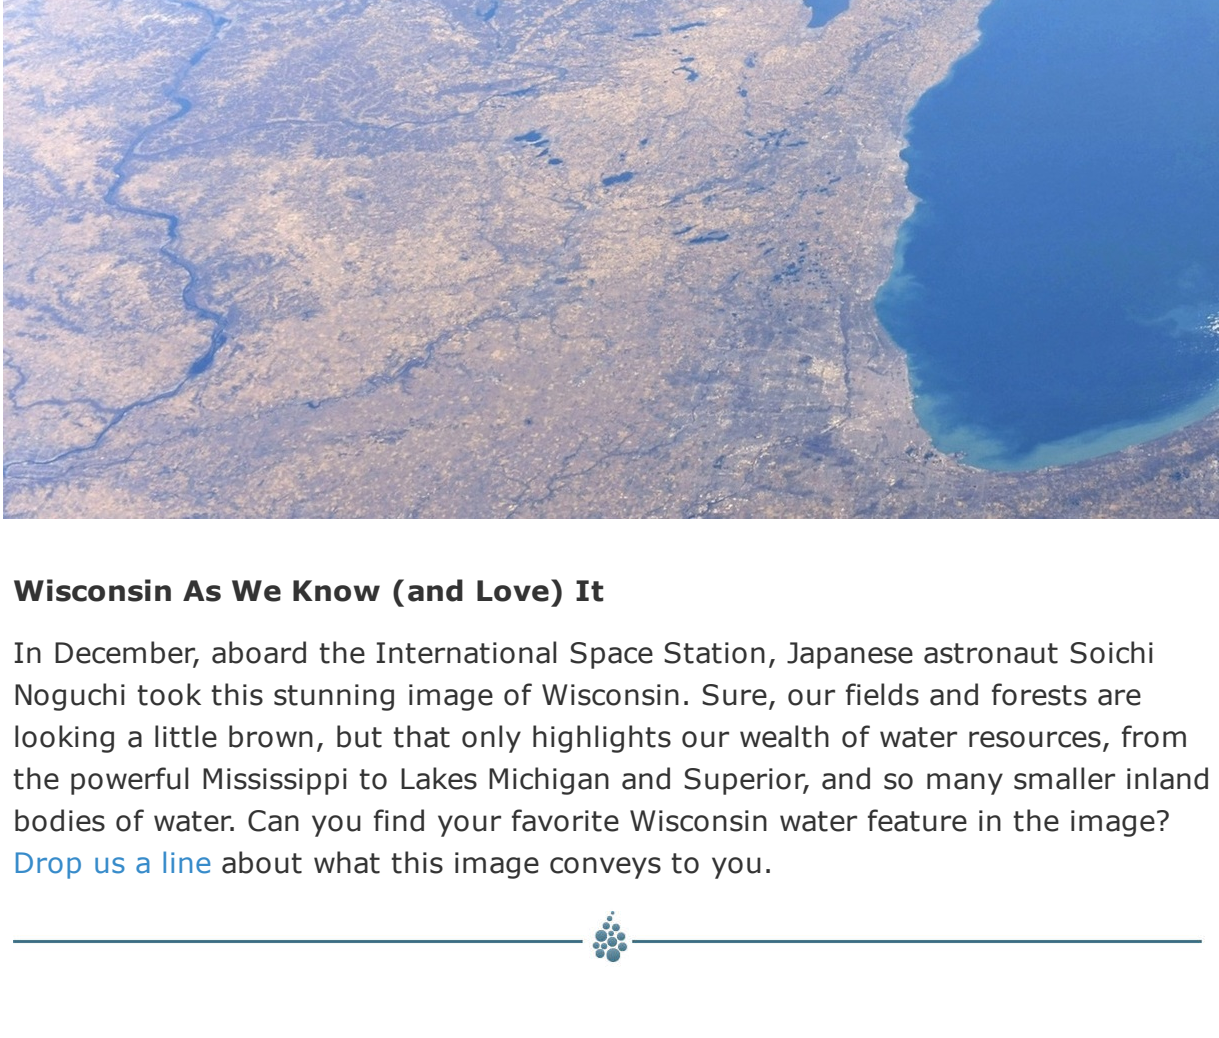 Wisconsin As We Know (and Love) It
In December, aboard the International Space Station, Japanese astronaut Soichi
Noguchi took this stunning image of Wisconsin. Sure, our fields and forests are
looking a little brown, but that only highlights our wealth of water resources, from
the powerful Mississippi to Lakes Michigan and Superior, and so many smaller inland
bodies of water. Can you find your favorite Wisconsin water feature in the image?
Drop us a line about what this image conveys to you.